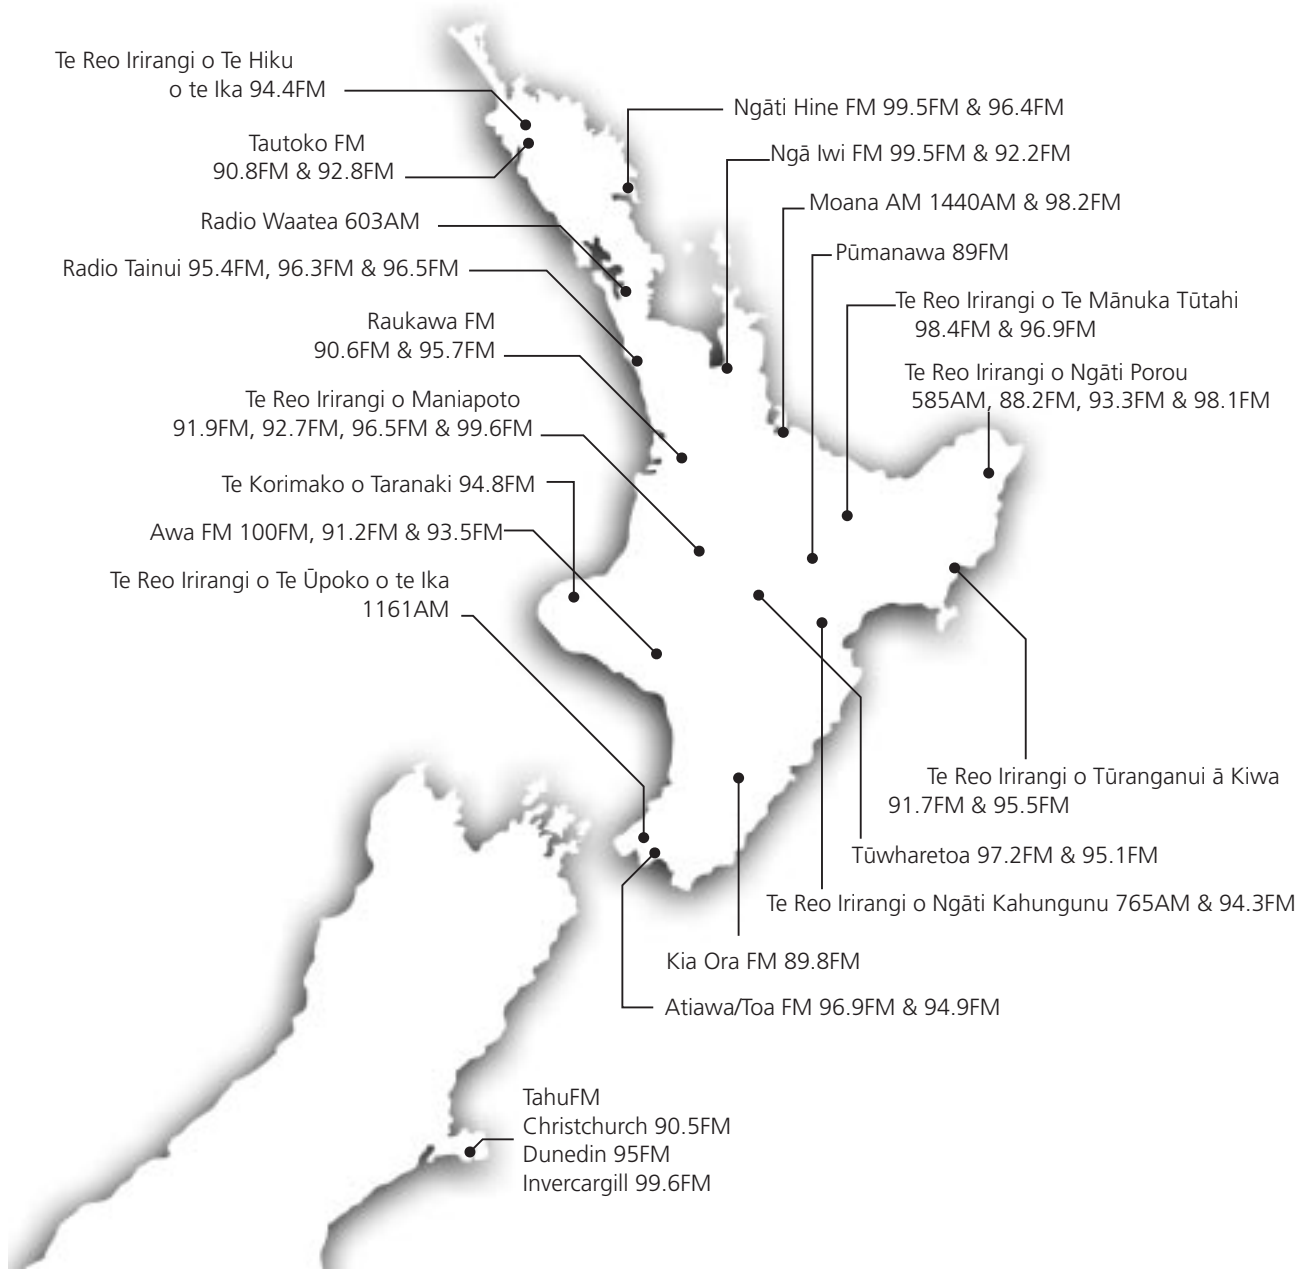 Te Reo Irirangi o Te Hiku
o te Ika 94.4FM
Tautoko FM
90.8FM & 92.8FM
Radio Waatea 603AM
Radio Tainui 95.4FM, 96.3FM & 96.5FM
Raukawa FM
90.6FM & 95.7FM
Te Reo Irirangi o Maniapoto
91.9FM, 92.7FM, 96.5FM & 99.6FM
Te Korimako o Taranaki 94.8FM
Awa FM 100FM, 91.2FM & 93.5FM
Te Reo Irirangi o Te Ūpoko o te Ika
1161AM
Ngāti Hine FM 99.5FM & 96.4FM
Ngā Iwi FM 99.5FM & 92.2FM
Moana AM 1440AM & 98.2FM
Pūmanawa 89FM
Te Reo Irirangi o Te Mānuka Tūtahi
98.4FM & 96.9FM
Te Reo Irirangi o Ngāti Porou
585AM, 88.2FM, 93.3FM & 98.1FM
Te Reo Irirangi o Tūranganui ā Kiwa
91.7FM & 95.5FM
Tūwharetoa 97.2FM & 95.1FM
Te Reo Irirangi o Ngāti Kahungunu 765AM & 94.3FM
Kia Ora FM 89.8FM
Atiawa/Toa FM 96.9FM & 94.9FM
TahuFM
Christchurch 90.5FM
Dunedin 95FM
Invercargill 99.6FM